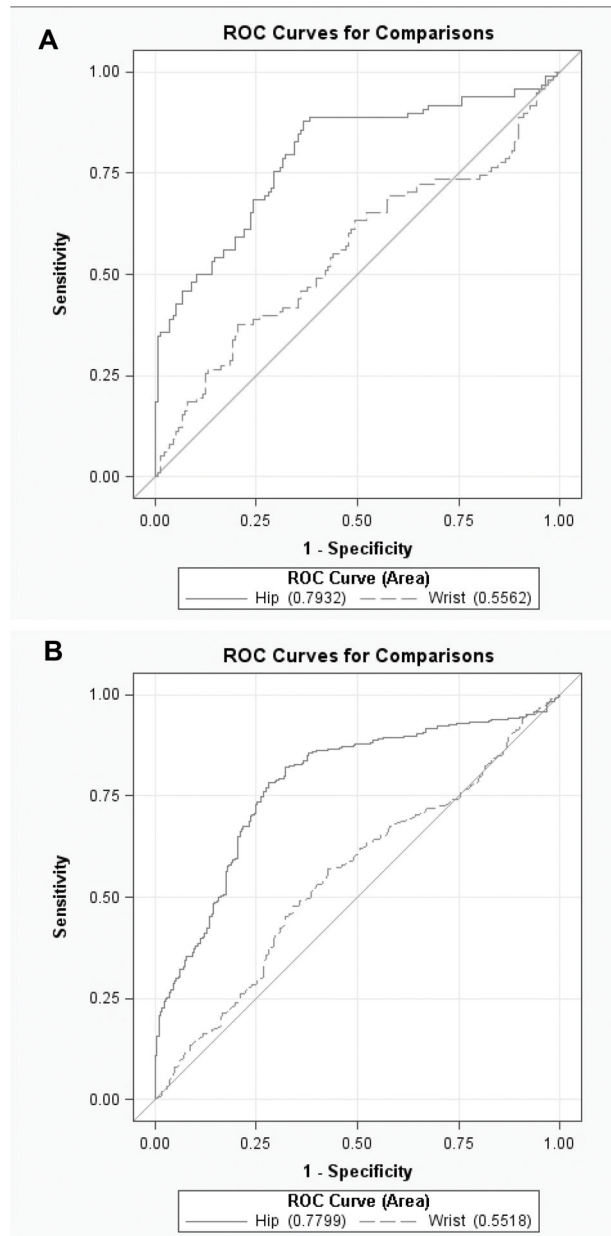 A
ROC Curves for Comparisons
1.00
0.75
0.50
0.25
0.00
Sensitivity
0.00 0.25 0.50 0.75 1.00
1 - Specificity
ROC Curve (Area)
Hip (0.7932) Wrist (0.5562)
B
ROC Curves for Comparisons
1.00
0.75
0.50
0.25
0.00
Sensitivity
0.00 0.25 0.50 0.75 1.00
1 - Specificity
ROC Curve (Area)
Hip (0.7799) Wrist (0.5518)